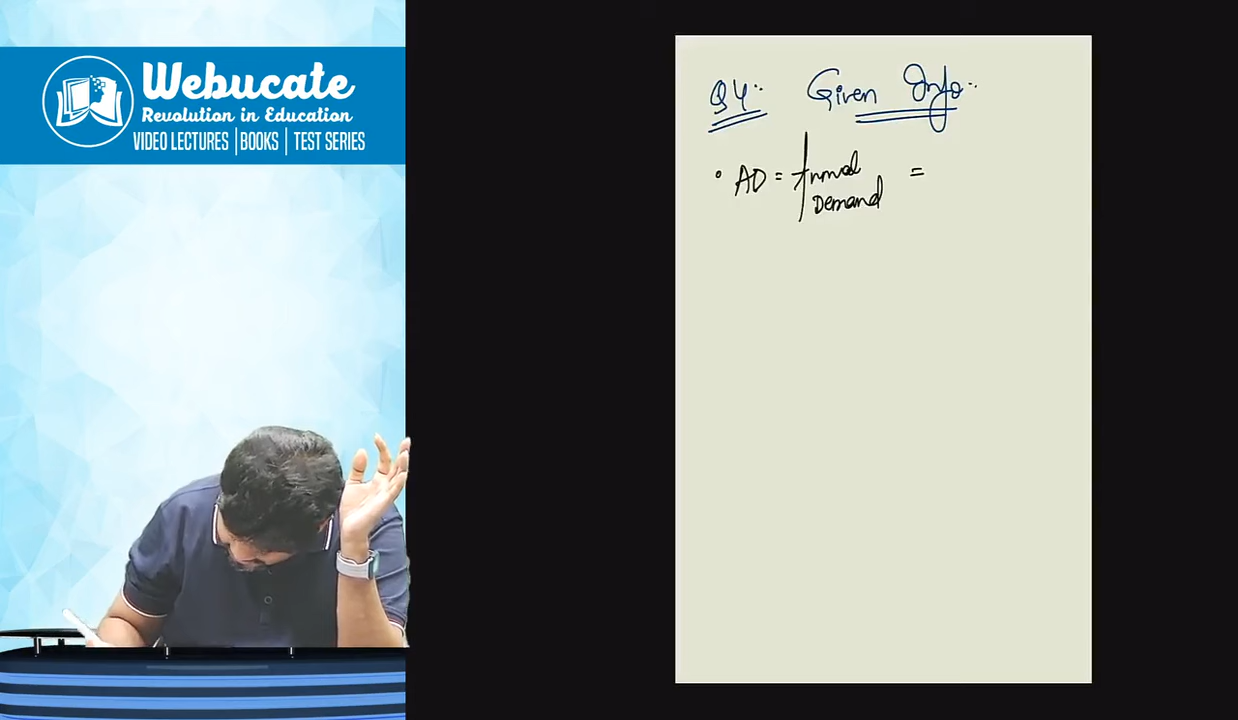 Webucate
Revolution in Education
VIDEO LECTURES | BOOKS | TEST SERIES
Q4:- Given Info:-
• AD = Annual Demand =